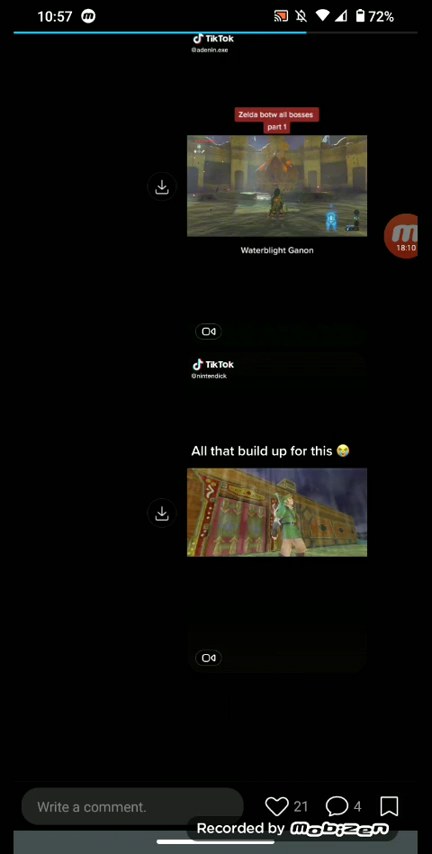 10:57
72%
TikTok
@adenin.exe
Zelda botw all bosses
part 1
Waterblight Ganon
18:10
TikTok
@nintendick
All that build up for this 😭
Write a comment.
21
4
Recorded by Mobizen